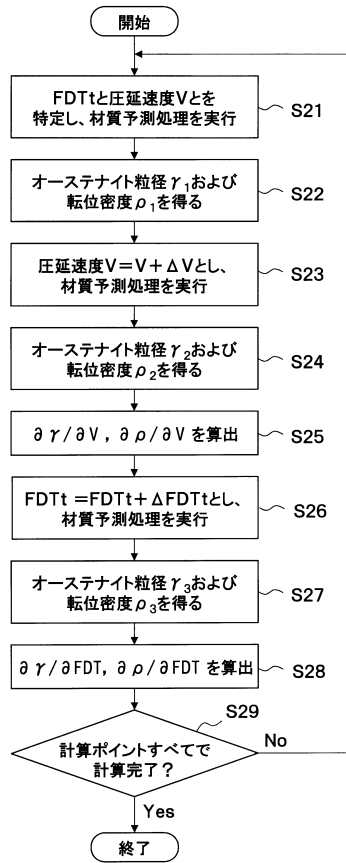 開始
FDTtと圧延速度Vとを
特定し、材質予測処理を実行
S21
オーステナイト粒径γ₁および
転位密度ρ₁を得る
S22
圧延速度V=V+ΔVとし、
材質予測処理を実行
S23
オーステナイト粒径γ₂および
転位密度ρ₂を得る
S24
∂γ/∂V, ∂ρ/∂Vを算出
S25
FDTt=FDTt+ΔFDTtとし、
材質予測処理を実行
S26
オーステナイト粒径γ₃および
転位密度ρ₃を得る
S27
∂γ/∂FDT, ∂ρ/∂FDTを算出
S28
S29
計算ポイントすべてで
計算完了?
No
Yes
終了